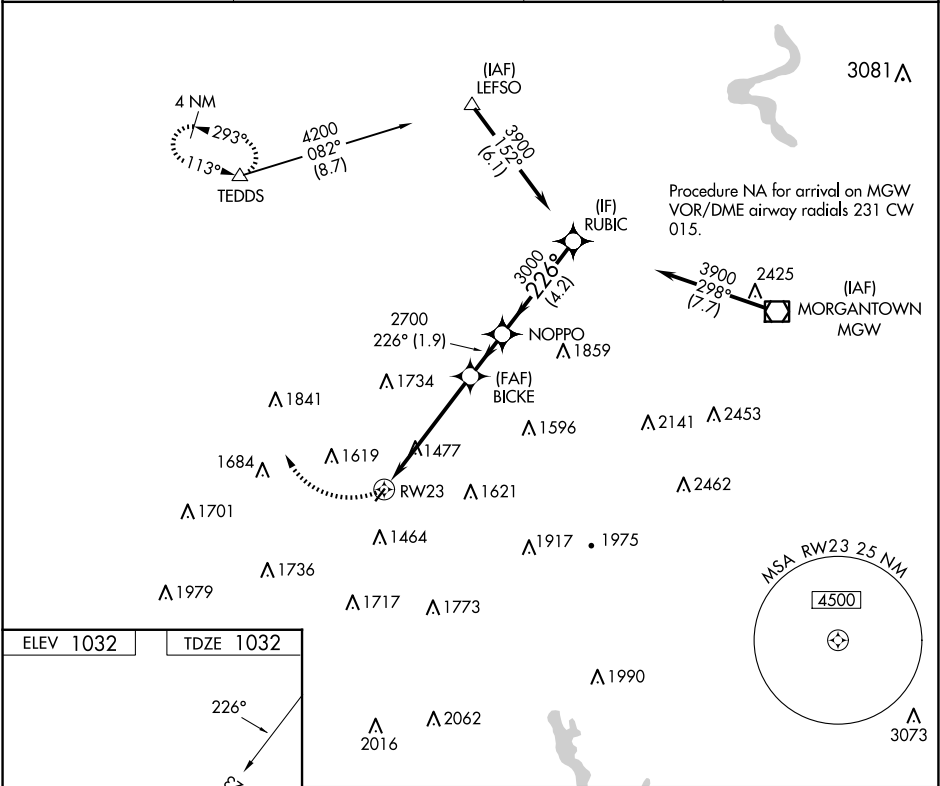 (IAF)
LEFSO
3081
4 NM
293°
113°
TEDDS
4200
082°
(8.7)
3900
152°
(6.1)
(IF)
RUBIC
Procedure NA for arrival on MGW
VOR/DME airway radials 231 CW
015.
3900
298°
(7.7)
2425
(IAF)
MORGANTOWN
MGW
3000
226°
(4.2)
2700
226° (1.9)
NOPPO
1859
(FAF)
BICKE
1734
1841
1596
2141
2453
1477
1619
1684
RW23
1621
2462
1701
1464
1917
1975
1736
1979
1717
1773
MSA RW23 25 NM
4500
ELEV 1032
TDZE 1032
226°
1990
2062
2016
3073
23